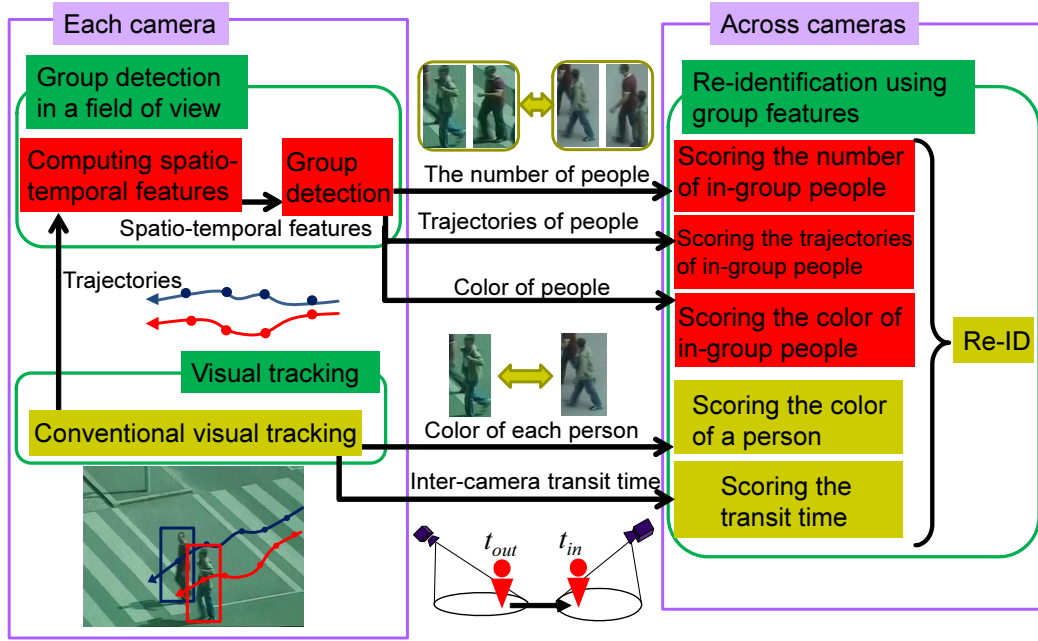 Each camera
Group detection
in a field of view
Computing spatio-
temporal features
Group
detection
Spatio-temporal features
Trajectories
Visual tracking
Conventional visual tracking
The number of people
Trajectories of people
Color of people
Color of each person
Inter-camera transit time
t_out
t_in
Across cameras
Re-identification using
group features
Scoring the number
of in-group people
Scoring the trajectories
of in-group people
Scoring the color of
in-group people
Scoring the color
of a person
Scoring the
transit time
Re-ID